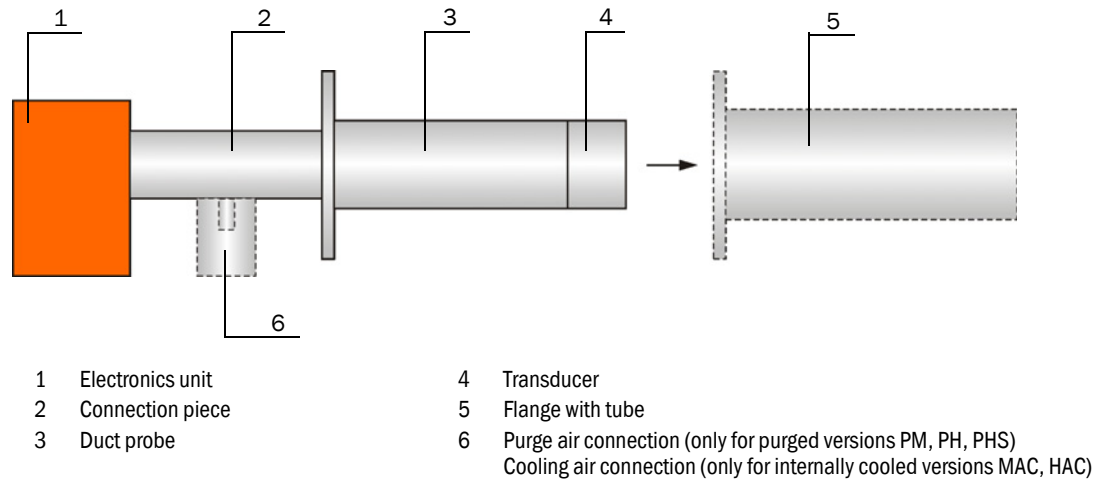 1
2
3
4
5
6
1 Electronics unit
2 Connection piece
3 Duct probe
4 Transducer
5 Flange with tube
6 Purge air connection (only for purged versions PM, PH, PHS)
Cooling air connection (only for internally cooled versions MAC, HAC)